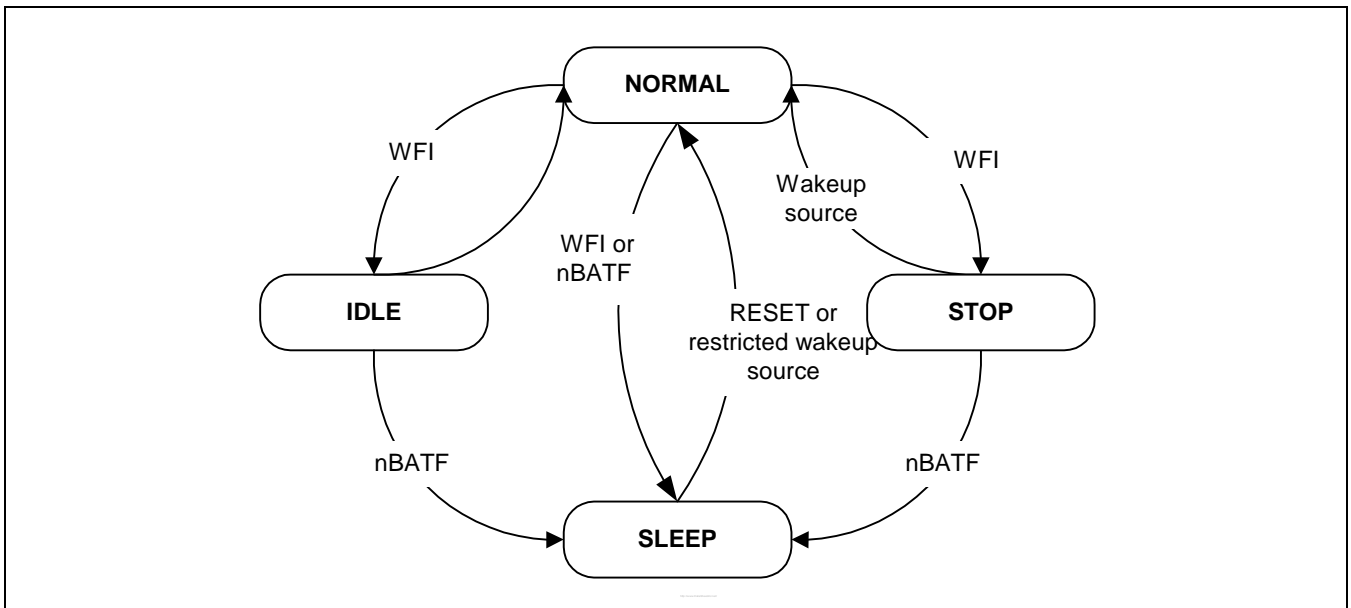 NORMAL
WFI
WFI
Wakeup
source
WFI or
nBATF
IDLE
RESET or
restricted wakeup
source
STOP
nBATF
nBATF
SLEEP